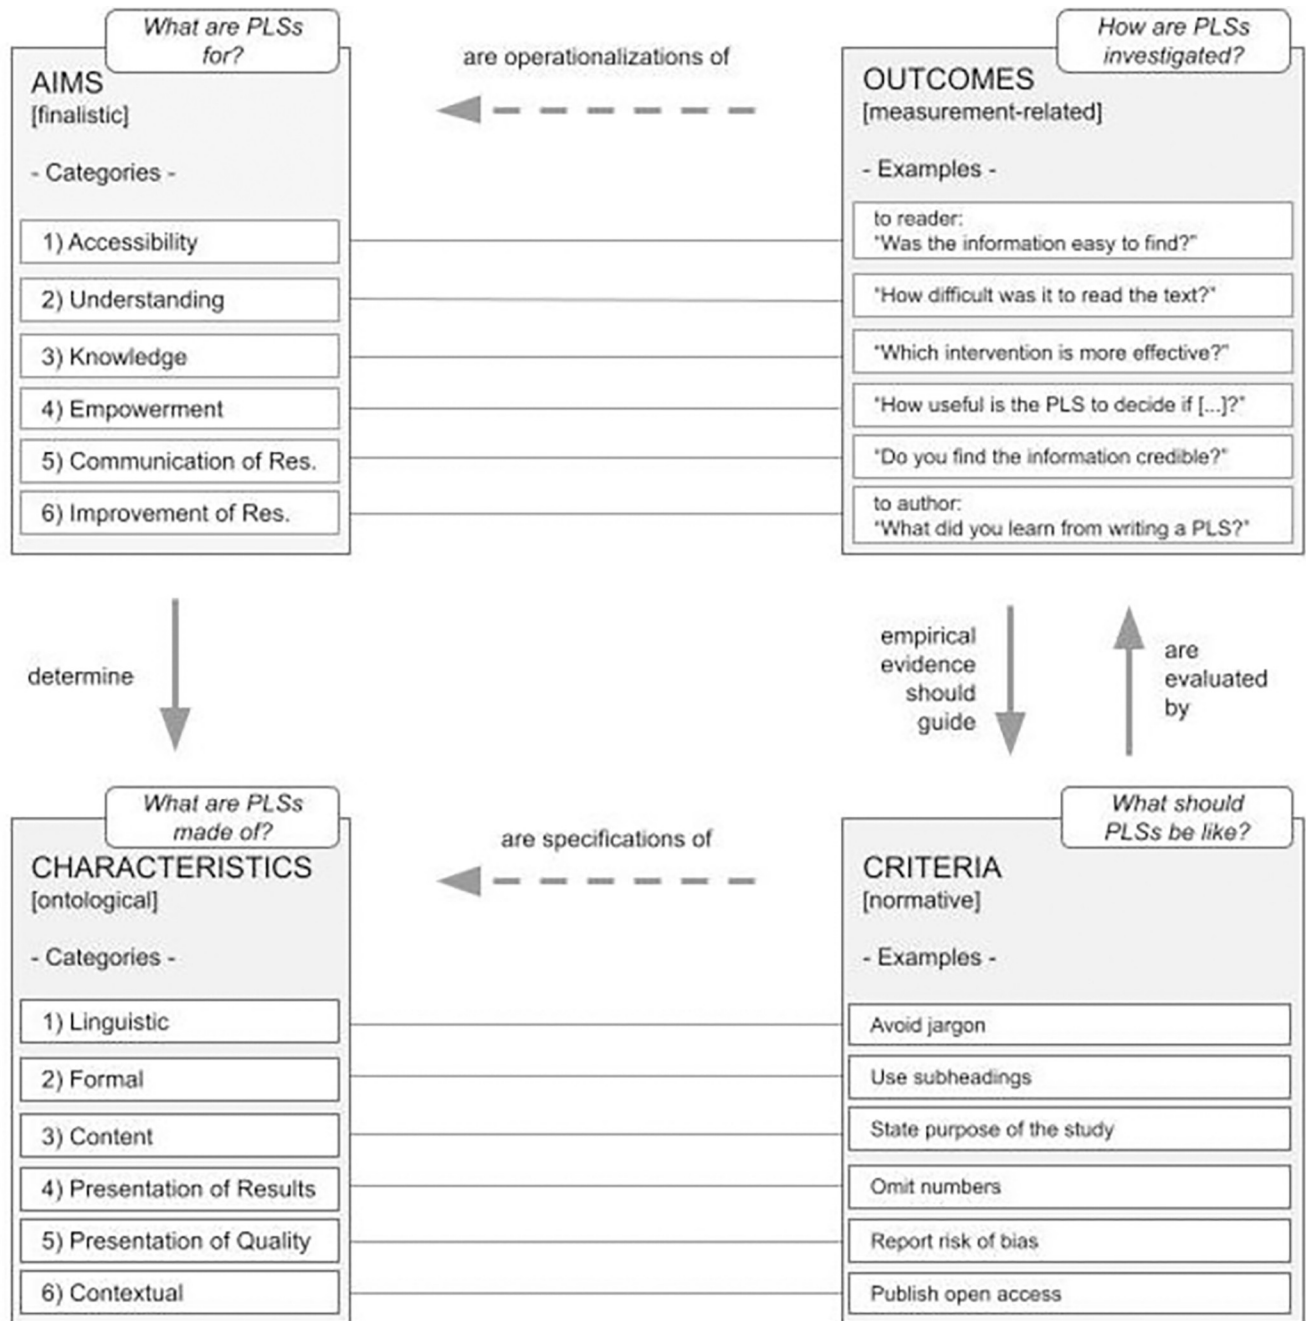 What are PLSs
for?
AIMS
[finalistic]
- Categories -
1) Accessibility
2) Understanding
3) Knowledge
4) Empowerment
5) Communication of Res.
6) Improvement of Res.
are operationalizations of
How are PLSs
investigated?
OUTCOMES
[measurement-related]
- Examples -
to reader:
“Was the information easy to find?”
“How difficult was it to read the text?”
“Which intervention is more effective?”
“How useful is the PLS to decide if [...]?”
“Do you find the information credible?”
to author:
“What did you learn from writing a PLS?”
determine
empirical
evidence
should
guide
are
evaluated
by
What are PLSs
made of?
CHARACTERISTICS
[ontological]
- Categories -
1) Linguistic
2) Formal
3) Content
4) Presentation of Results
5) Presentation of Quality
6) Contextual
are specifications of
What should
PLSs be like?
CRITERIA
[normative]
- Examples -
Avoid jargon
Use subheadings
State purpose of the study
Omit numbers
Report risk of bias
Publish open access